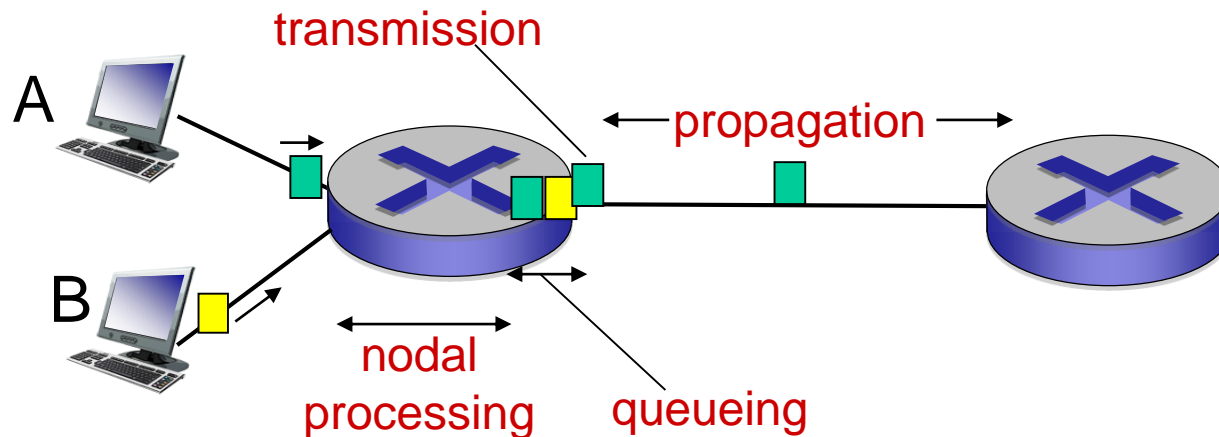 transmission
A
propagation
B
nodal
processing
queueing